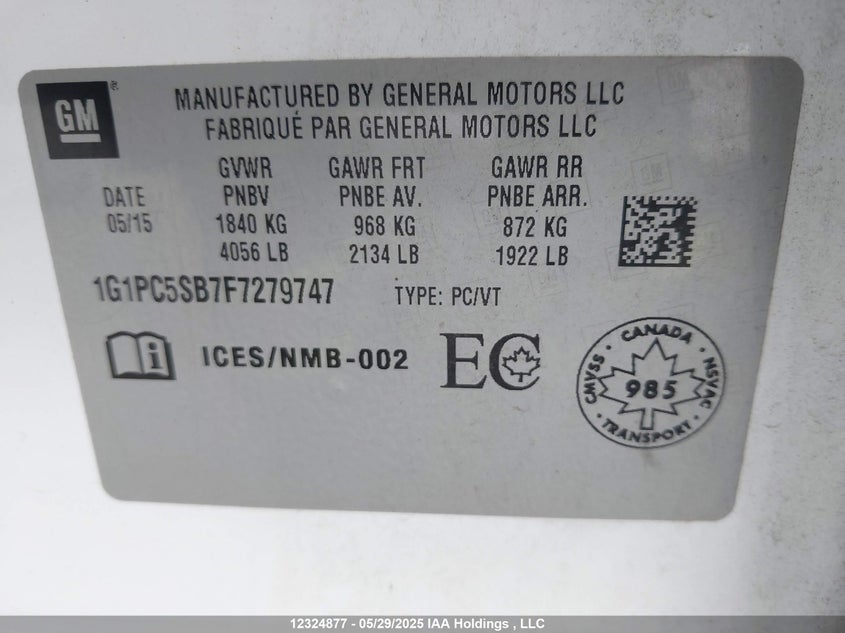 GM ®
MANUFACTURED BY GENERAL MOTORS LLC
FABRIQUÉ PAR GENERAL MOTORS LLC
GVWR GAWR FRT GAWR RR
DATE PNBV PNBE AV. PNBE ARR.
05/15 1840 KG 968 KG 872 KG
4056 LB 2134 LB 1922 LB
1G1PC5SB7F7279747 TYPE: PC/VT
i ICES/NMB-002 EC
CANADA
CMVSS 985 NSVAC
TRANSPORT
12324877 - 05/29/2025 IAA Holdings , LLC